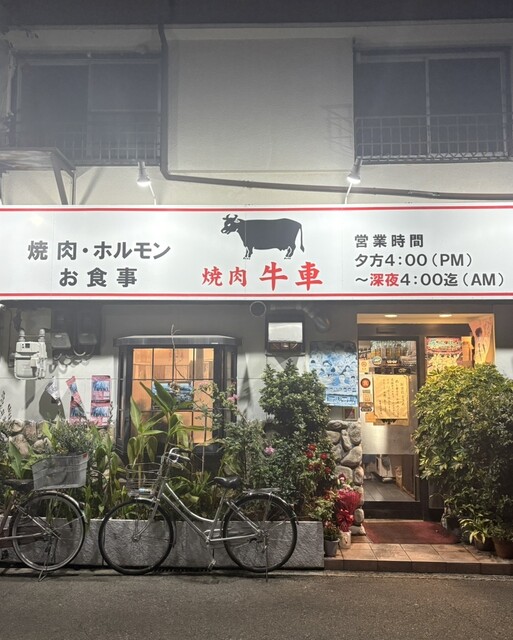 焼肉・ホルモン
お食事
焼肉 牛車
営業時間
夕方4:00(PM)
〜深夜4:00迄(AM)